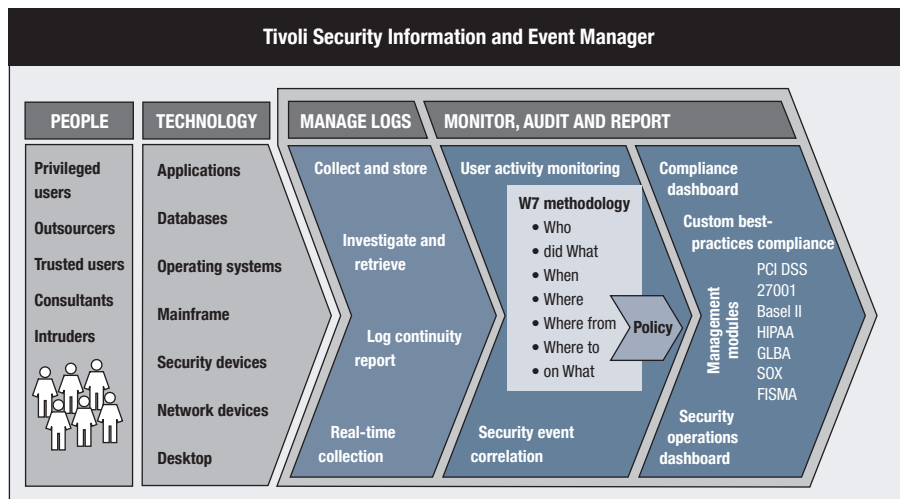 Tivoli Security Information and Event Manager
PEOPLE
Privileged
users
Outsourcers
Trusted users
Consultants
Intruders
TECHNOLOGY
Applications
Databases
Operating systems
Mainframe
Security devices
Network devices
Desktop
MANAGE LOGS
Collect and store
Investigate and
retrieve
Log continuity
report
Real-time
collection
MONITOR, AUDIT AND REPORT
User activity monitoring
W7 methodology
• Who
• did What
• When
• Where
• Where from
• Where to
• on What
Policy
Security event
correlation
Compliance
dashboard
Custom best-
practices compliance
Management
modules
PCI DSS
27001
Basel II
HIPAA
GLBA
SOX
FISMA
Security
operations
dashboard